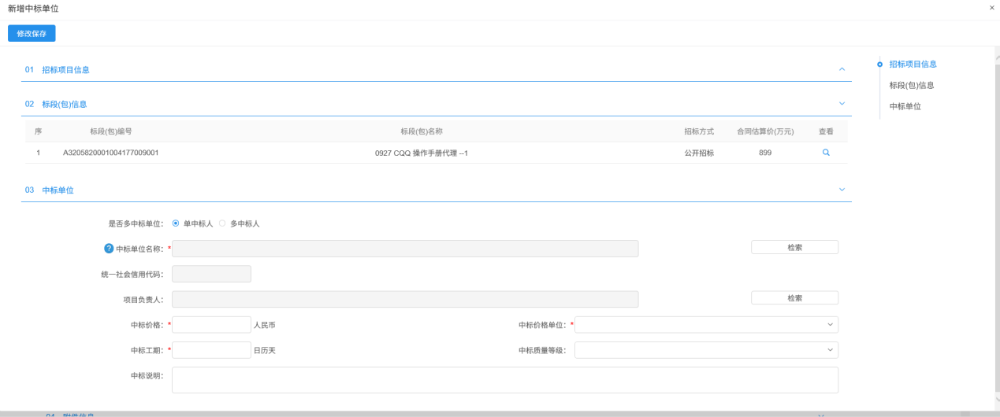 新增中标单位 ×
修改保存
01 招标项目信息
招标项目信息
标段(包)信息
中标单位
02 标段(包)信息
序 标段(包)编号 标段(包)名称 招标方式 合同估算价(万元) 查看
1 A3205820001004177009001 0927 CQQ 操作手册代理 --1 公开招标 899
03 中标单位
是否多中标单位： 单中标人 多中标人
? 中标单位名称：* 检索
统一社会信用代码：
项目负责人： 检索
中标价格：* 人民币 中标价格单位：*
中标工期：* 日历天 中标质量等级：
中标说明：
04 附件信息